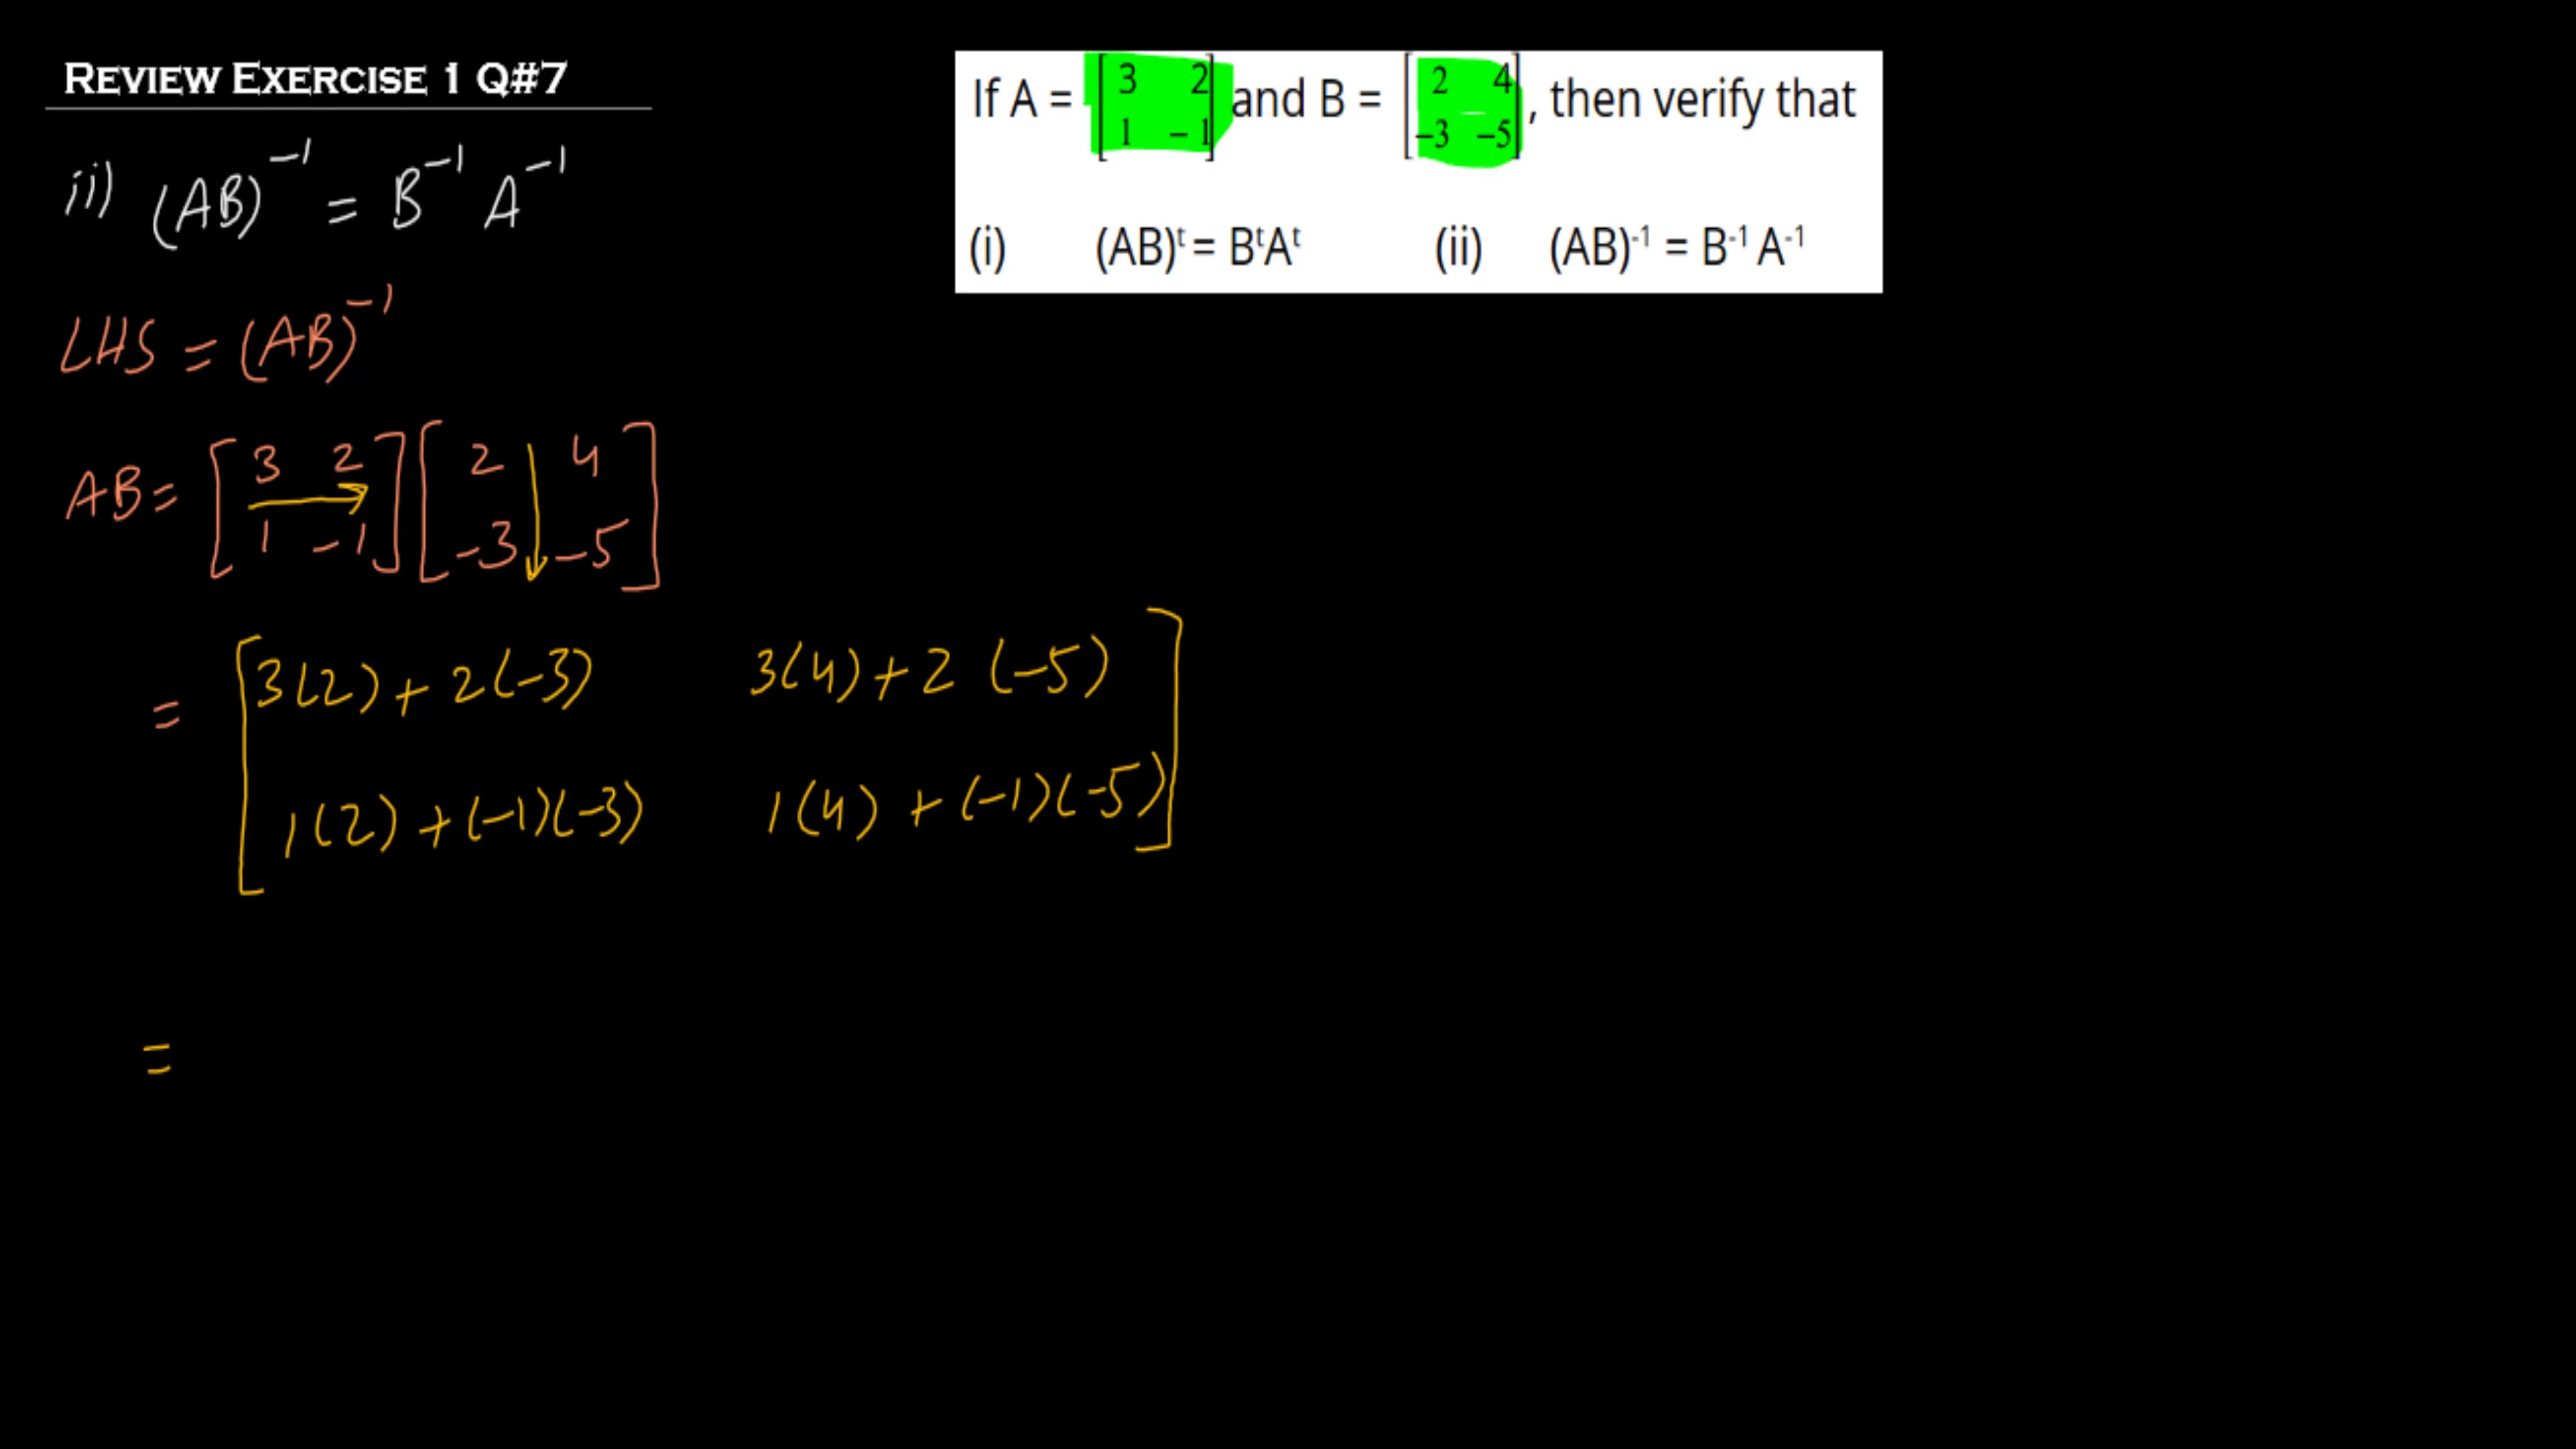 REVIEW EXERCISE 1 Q#7
If A = [3 2 1 −1] and B = [2 4 −3 −5], then verify that
(i) (AB)ᵗ = BᵗAᵗ (ii) (AB)⁻¹ = B⁻¹ A⁻¹
ii) (AB)⁻¹ = B⁻¹ A⁻¹
LHS = (AB)⁻¹
AB = [3 2 1 −1] [2 4 −3 −5]
= [3(2) + 2(−3) 3(4) + 2 (−5)
1(2) + (−1)(−3) 1(4) + (−1)(−5)]
=